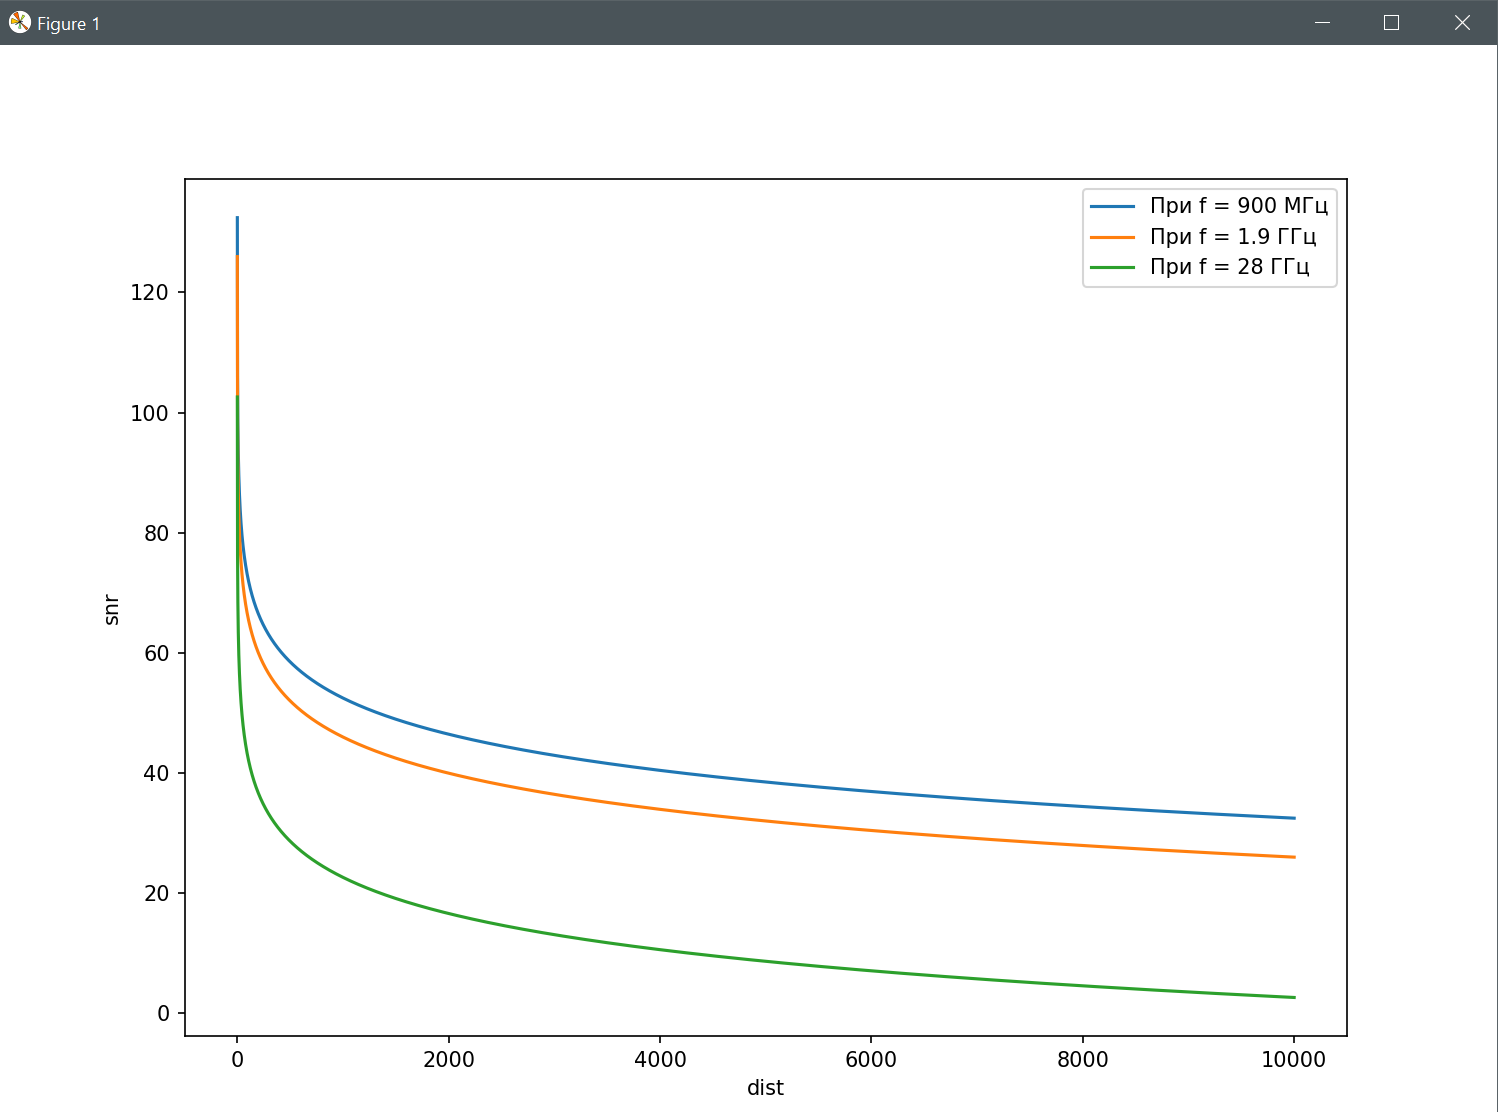 Figure 1
При f = 900 МГц
При f = 1.9 ГГц
При f = 28 ГГц
120
100
80
60
40
20
0
snr
0 2000 4000 6000 8000 10000
dist